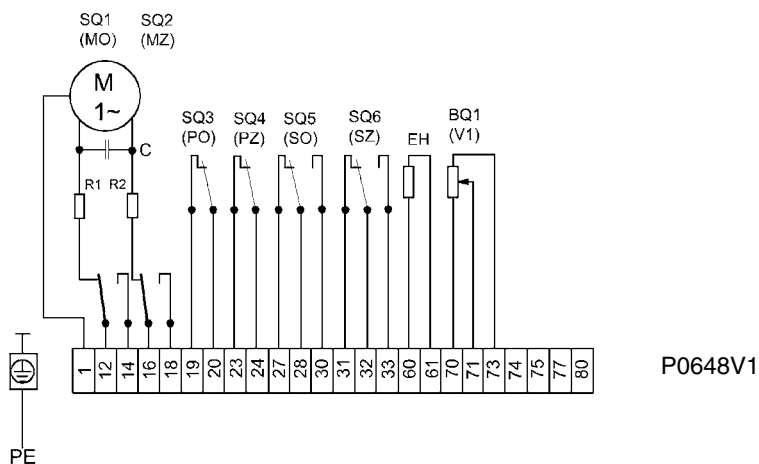 SQ1 SQ2
(MO) (MZ)
M
1~
C
R1 R2
SQ3 SQ4 SQ5 SQ6 EH BQ1
(PO) (PZ) (SO) (SZ) (V1)
1 12 14 16 18 19 20 23 24 27 28 30 31 32 33 60 61 70 71 73 74 75 77 80
P0648V1
PE